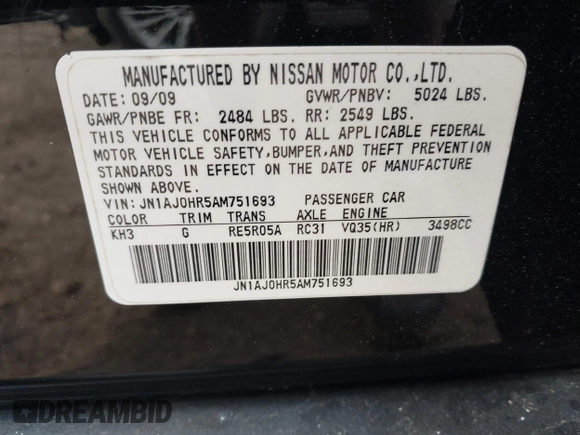 MANUFACTURED BY NISSAN MOTOR CO.,LTD.
DATE: 09/09 GVWR/PNBV: 5024 LBS.
GAWR/PNBE FR: 2484 LBS. RR: 2549 LBS.
THIS VEHICLE CONFORMS TO ALL APPLICABLE FEDERAL
MOTOR VEHICLE SAFETY, BUMPER, AND THEFT PREVENTION
STANDARDS IN EFFECT ON THE DATE OF MANUFACTURE
SHOWN ABOVE.
VIN: JN1AJ0HR5AM751693 PASSENGER CAR
COLOR TRIM TRANS AXLE ENGINE
KH3 G RE5R05A RC31 VQ35(HR) 3498CC
JN1AJ0HR5AM751693
DREAMBID